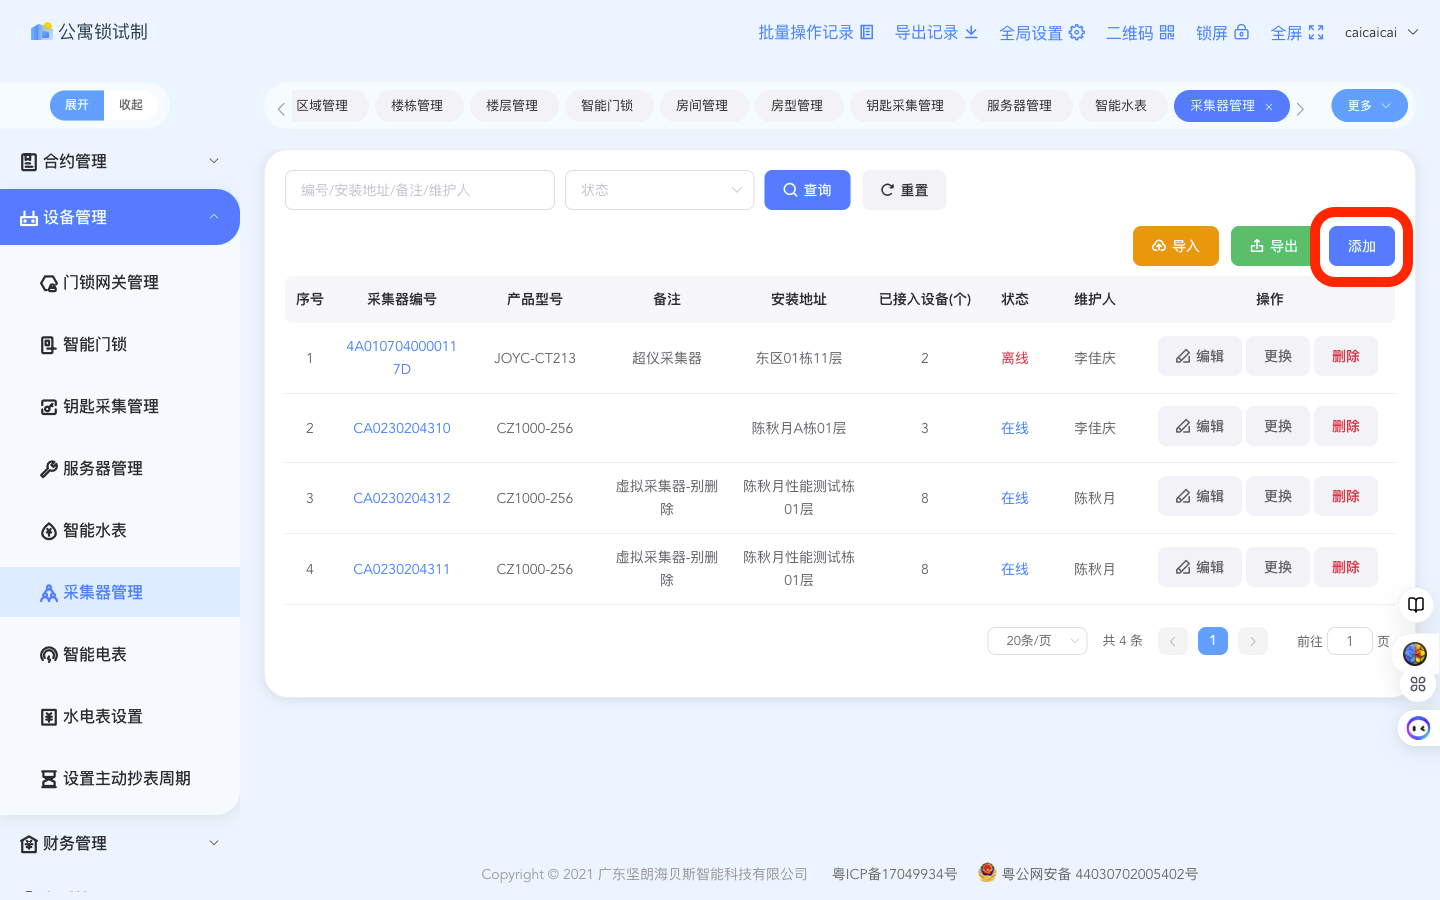 公寓锁试制
批量操作记录 导出记录 全局设置 二维码 锁屏 全屏 caicaicai
展开 收起
区域管理 楼栋管理 楼层管理 智能门锁 房间管理 房型管理 钥匙采集管理 服务器管理 智能水表 采集器管理 × 更多
合约管理
设备管理
门锁网关管理
智能门锁
钥匙采集管理
服务器管理
智能水表
采集器管理
智能电表
水电表设置
设置主动抄表周期
财务管理
编号/安装地址/备注/维护人 状态 查询 重置
导入 导出 添加
序号 采集器编号 产品型号 备注 安装地址 已接入设备(个) 状态 维护人 操作
1 4A0107040000117D JOYC-CT213 超仪采集器 东区01栋11层 2 离线 李佳庆 编辑 更换 删除
2 CA0230204310 CZ1000-256 陈秋月A栋01层 3 在线 李佳庆 编辑 更换 删除
3 CA0230204312 CZ1000-256 虚拟采集器-别删除 陈秋月性能测试栋01层 8 在线 陈秋月 编辑 更换 删除
4 CA0230204311 CZ1000-256 虚拟采集器-别删除 陈秋月性能测试栋01层 8 在线 陈秋月 编辑 更换 删除
20条/页 共 4 条 1 前往 1 页
Copyright © 2021 广东坚朗海贝斯智能科技有限公司 粤ICP备17049934号 粤公网安备 44030702005402号